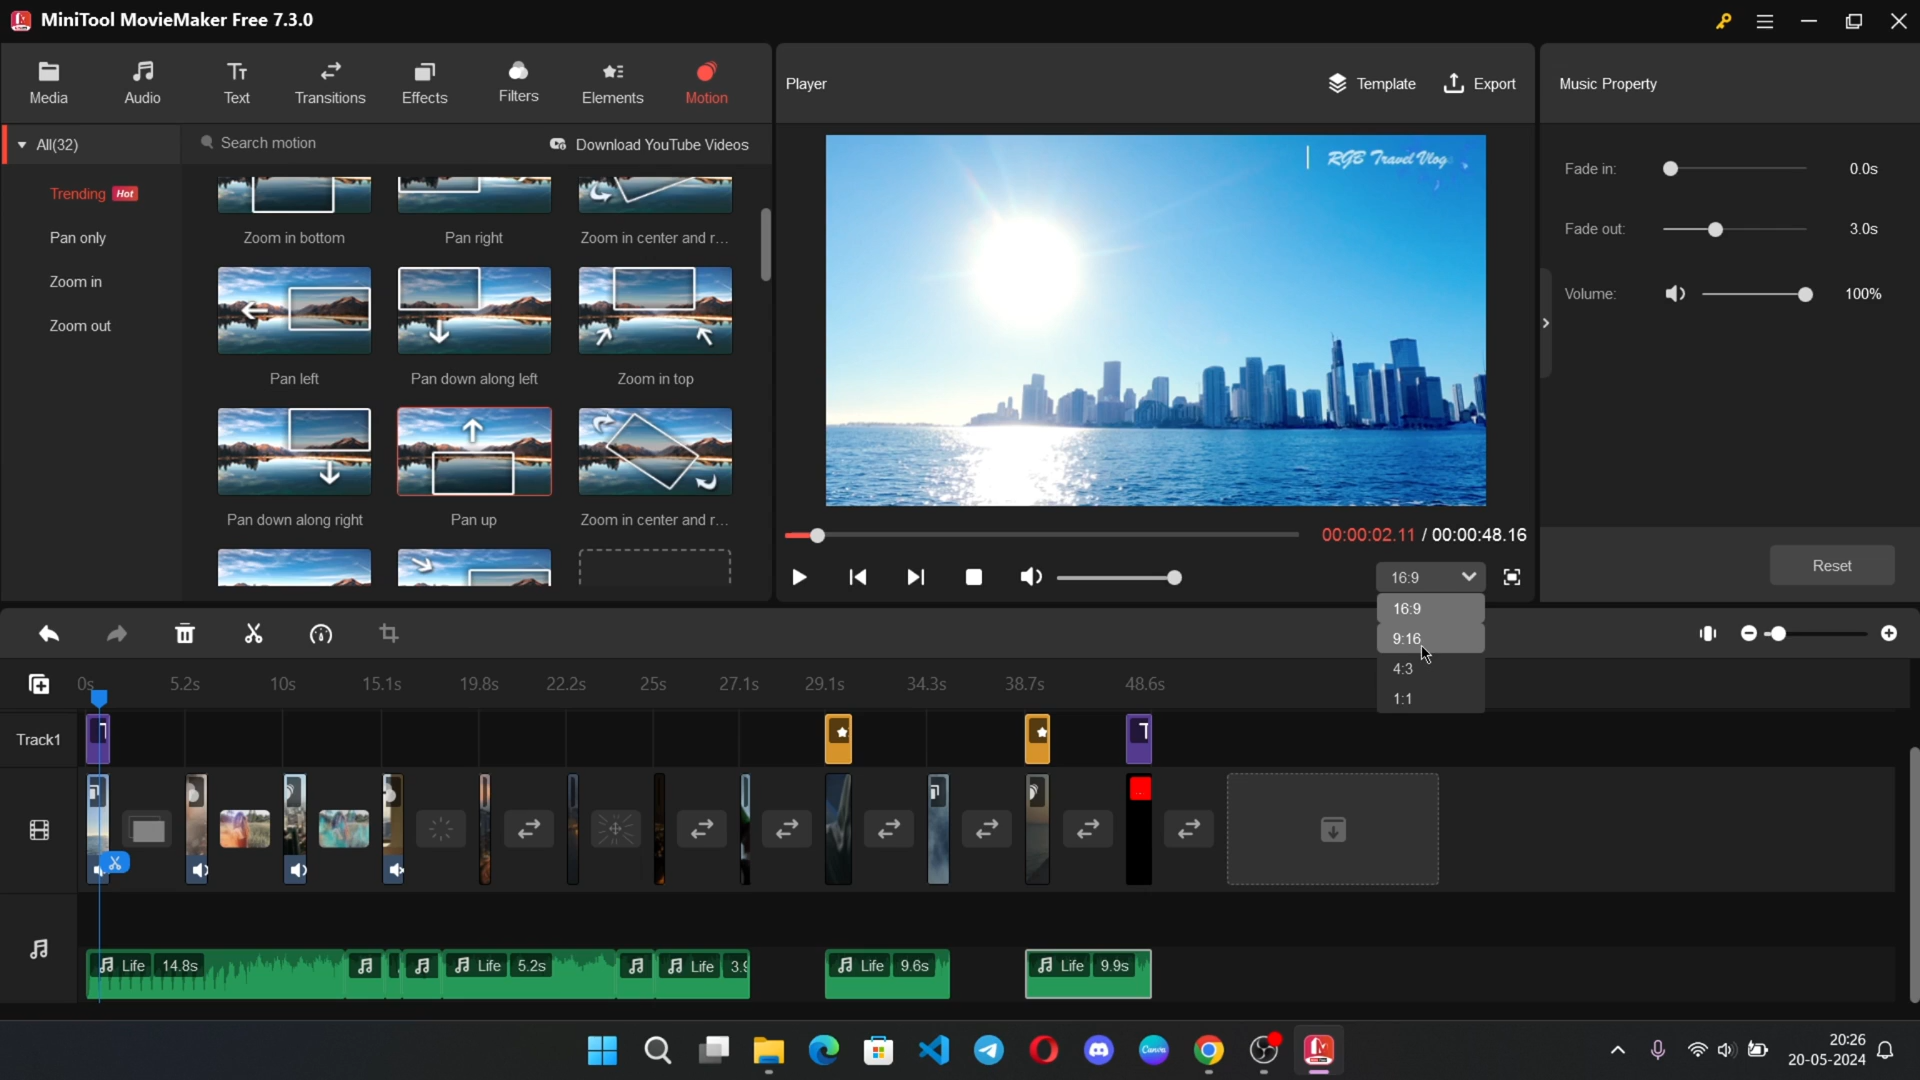 MiniTool MovieMaker Free 7.3.0
Media
Audio
Text
Transitions
Effects
Filters
Elements
Motion
Player
Template
Export
Music Property
All(32)
Search motion
Download YouTube Videos
Trending Hot
Pan only
Zoom in
Zoom out
Zoom in bottom
Pan right
Zoom in center and r...
Pan left
Pan down along left
Zoom in top
Pan down along right
Pan up
Zoom in center and r...
RGB Travel Vlog
00:00:02.11 / 00:00:48.16
16:9
16:9
9:16
4:3
1:1
Fade in: 0.0s
Fade out: 3.0s
Volume: 100%
Reset
0s 5.2s 10s 15.1s 19.8s 22.2s 25s 27.1s 29.1s 34.3s 38.7s 48.6s
Track1
Life 14.8s
Life 5.2s
Life 3.9
Life 9.6s
Life 9.9s
Canva
20:26
20-05-2024